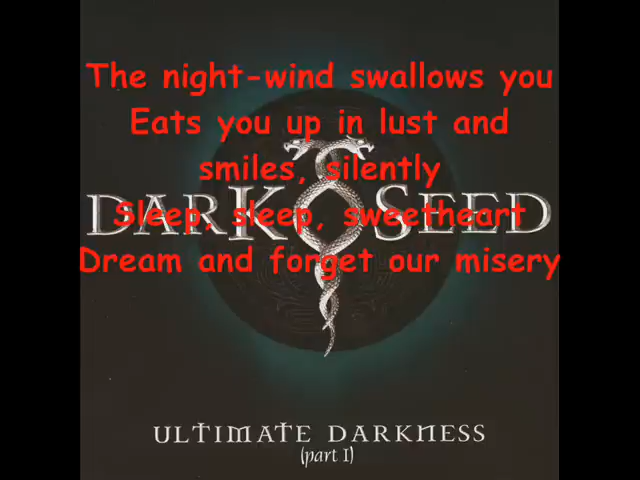 The night-wind swallows you
Eats you up in lust and
smiles, silently
Sleep, sleep, sweetheart
DARK SEED
Dream and forget our misery
ULTIMATE DARKNESS
(part I)